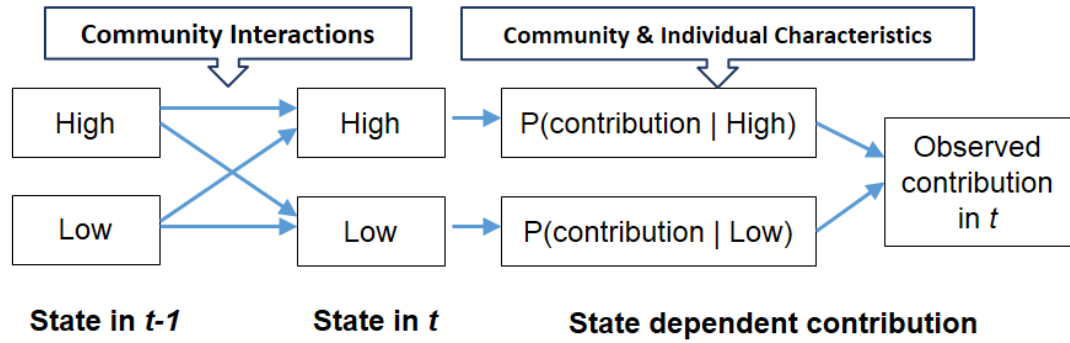 Community Interactions
Community & Individual Characteristics
High
High
P(contribution | High)
Observed
contribution
in t
Low
Low
P(contribution | Low)
State in t-1
State in t
State dependent contribution